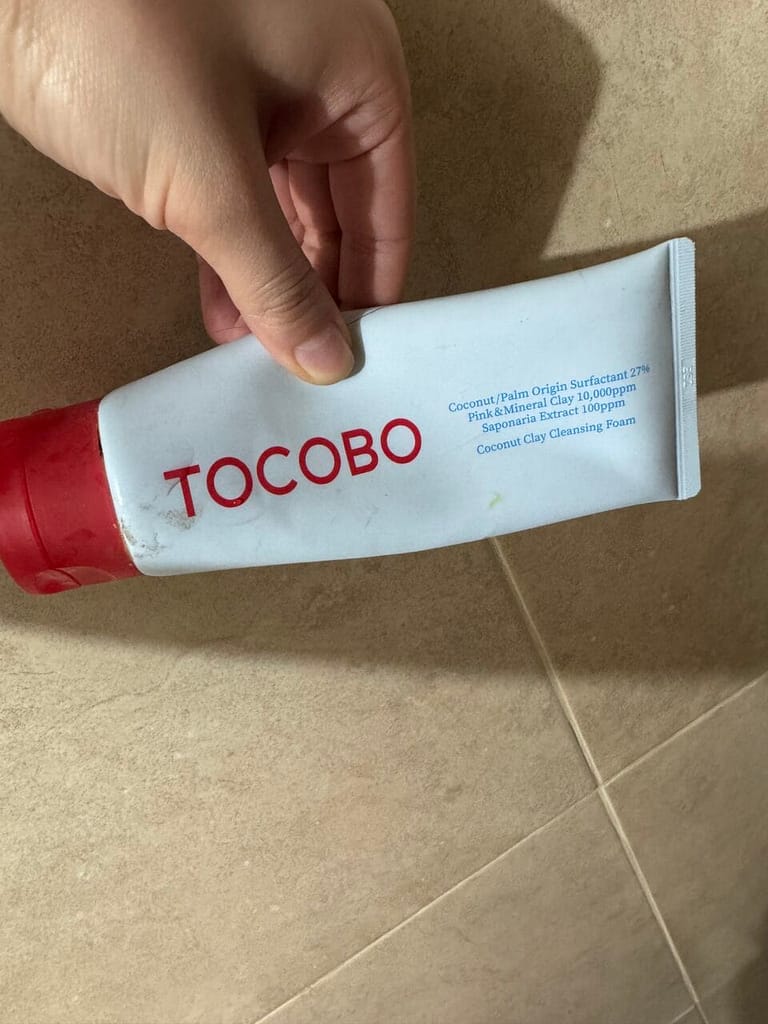 TOCOBO
Coconut/Palm Origin Surfactant 27%
Pink & Mineral Clay 10,000ppm
Saponaria Extract 100ppm
Coconut Clay Cleansing Foam